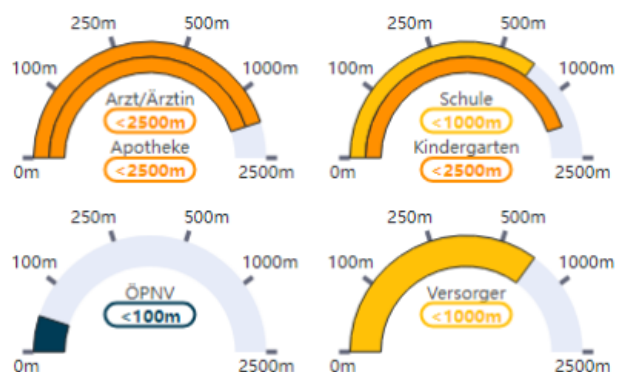 250m 500m
100m 1000m
Arzt/Ärztin
<2500m
Apotheke
<2500m
0m 2500m
250m 500m
100m 1000m
Schule
<1000m
Kindergarten
<2500m
0m 2500m
250m 500m
100m 1000m
ÖPNV
<100m
0m 2500m
250m 500m
100m 1000m
Versorger
<1000m
0m 2500m